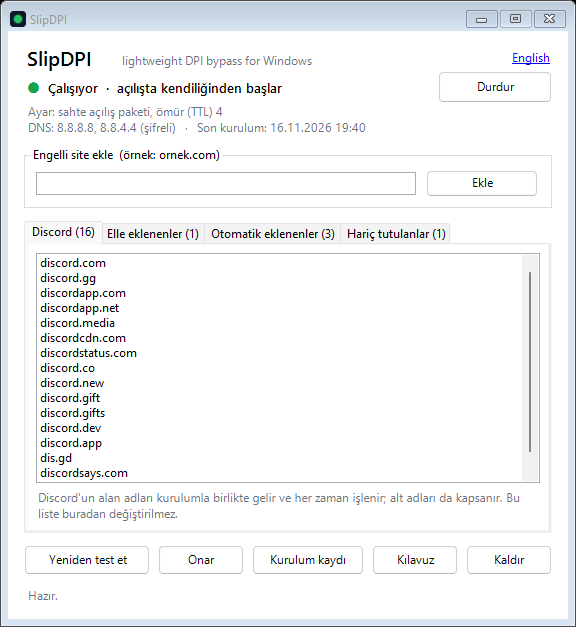 SlipDPI
SlipDPI lightweight DPI bypass for Windows English
Çalışıyor · açılışta kendiliğinden başlar Durdur
Ayar: sahte açılış paketi, ömür (TTL) 4
DNS: 8.8.8.8, 8.8.4.4 (şifreli) · Son kurulum: 16.11.2026 19:40
Engelli site ekle (örnek: ornek.com)
Ekle
Discord (16) Elle eklenenler (1) Otomatik eklenenler (3) Hariç tutulanlar (1)
discord.com
discord.gg
discordapp.com
discordapp.net
discord.media
discordcdn.com
discordstatus.com
discord.co
discord.new
discord.gift
discord.gifts
discord.dev
discord.app
dis.gd
discordsays.com
Discord'un alan adları kurulumla birlikte gelir ve her zaman işlenir; alt adları da kapsanır. Bu
liste buradan değiştirilmez.
Yeniden test et Onar Kurulum kaydı Kılavuz Kaldır
Hazır.